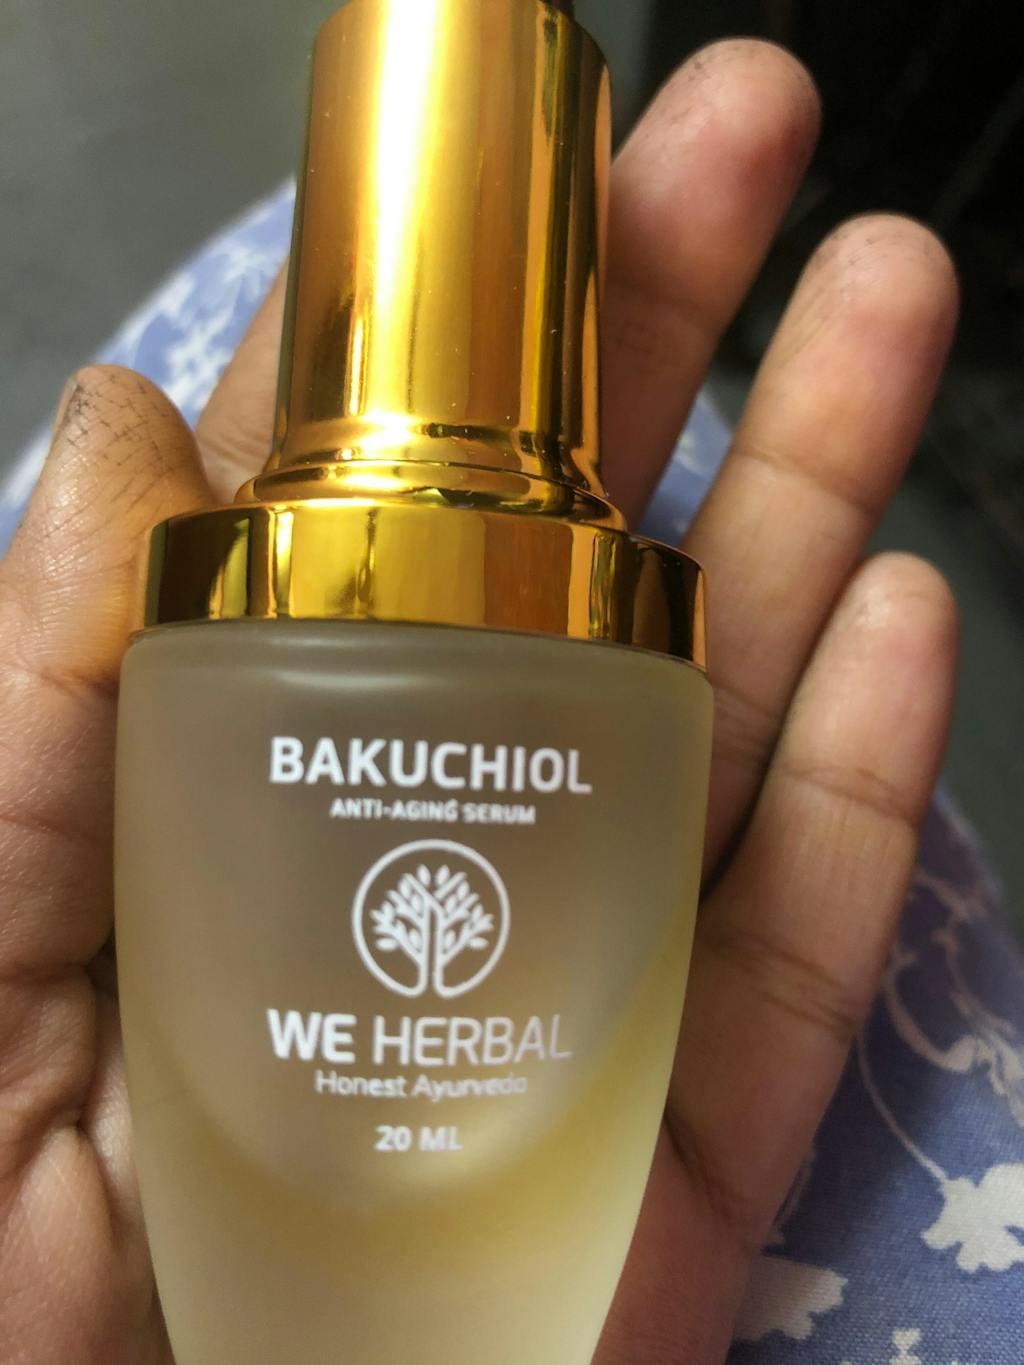 BAKUCHIOL
ANTI-AGING SERUM
WE HERBAL
Honest Ayurveda
20 ML